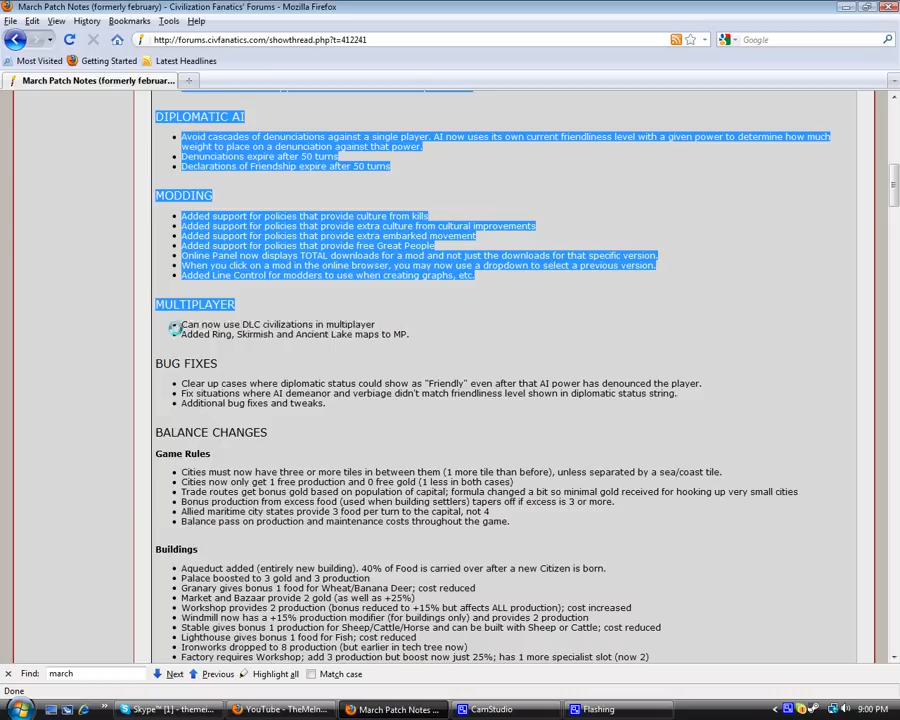 March Patch Notes (formerly february) - Civilization Fanatics' Forums - Mozilla Firefox
File Edit View History Bookmarks Tools Help
http://forums.civfanatics.com/showthread.php?t=412241
Google
Most Visited Getting Started Latest Headlines
March Patch Notes (formerly februar...
DIPLOMATIC AI
Avoid cascades of denunciations against a single player. AI now uses its own current friendliness level with a given power to determine how much
weight to place on a denunciation against that power.
Denunciations expire after 50 turns
Declarations of Friendship expire after 50 turns
MODDING
Added support for policies that provide culture from kills
Added support for policies that provide extra culture from cultural improvements
Added support for policies that provide extra embarked movement
Added support for policies that provide free Great People
Online Panel now displays TOTAL downloads for a mod and not just the downloads for that specific version.
When you click on a mod in the online browser, you may now use a dropdown to select a previous version.
Added Line Control for modders to use when creating graphs, etc.
MULTIPLAYER
Can now use DLC civilizations in multiplayer
Added Ring, Skirmish and Ancient Lake maps to MP.
BUG FIXES
Clear up cases where diplomatic status could show as "Friendly" even after that AI power has denounced the player.
Fix situations where AI demeanor and verbiage didn't match friendliness level shown in diplomatic status string.
Additional bug fixes and tweaks.
BALANCE CHANGES
Game Rules
Cities must now have three or more tiles in between them (1 more tile than before), unless separated by a sea/coast tile.
Cities now only get 1 free production and 0 free gold (1 less in both cases)
Trade routes get bonus gold based on population of capital; formula changed a bit so minimal gold received for hooking up very small cities
Bonus production from excess food (used when building settlers) tapers off if excess is 3 or more.
Allied maritime city states provide 3 food per turn to the capital, not 4
Balance pass on production and maintenance costs throughout the game.
Buildings
Aqueduct added (entirely new building). 40% of Food is carried over after a new Citizen is born.
Palace boosted to 3 gold and 3 production
Granary gives bonus 1 food for Wheat/Banana Deer; cost reduced
Market and Bazaar provide 2 gold (as well as +25%)
Workshop provides 2 production (bonus reduced to +15% but affects ALL production); cost increased
Windmill now has a +15% production modifier (for buildings only) and provides 2 production
Stable gives bonus 1 production for Sheep/Cattle/Horse and can be built with Sheep or Cattle; cost reduced
Lighthouse gives bonus 1 food for Fish; cost reduced
Ironworks dropped to 8 production (but earlier in tech tree now)
Factory requires Workshop; add 3 production but boost now just 25%; has 1 more specialist slot (now 2)
Find: march Next Previous Highlight all Match case
Done
Skype™ [1] - themei... YouTube - TheMeIn... March Patch Notes ... CamStudio Flashing 9:00 PM